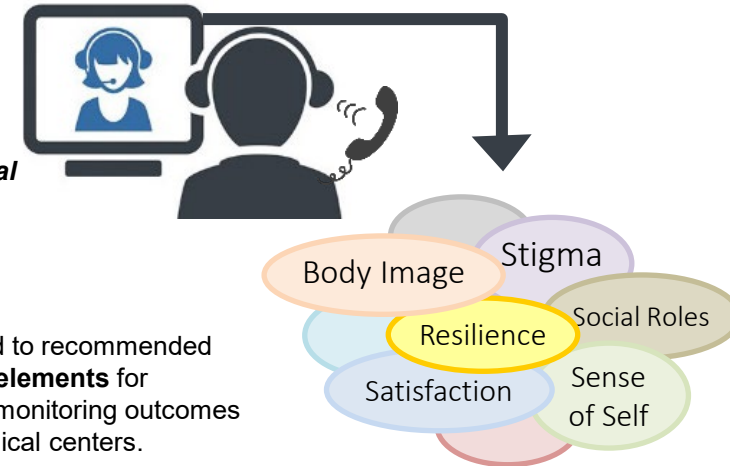 al
d to recommended
elements for
monitoring outcomes
ical centers.
Stigma
Body Image
Social Roles
Resilience
Satisfaction
Sense
of Self